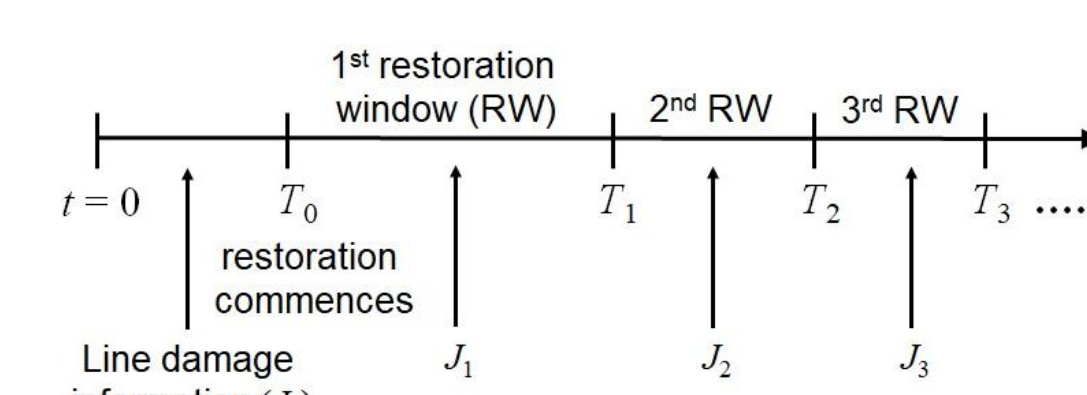 1st restoration
window (RW)
2nd RW
3rd RW
t = 0
T0
T1
T2
T3 ....
restoration
commences
Line damage
J1
J2
J3